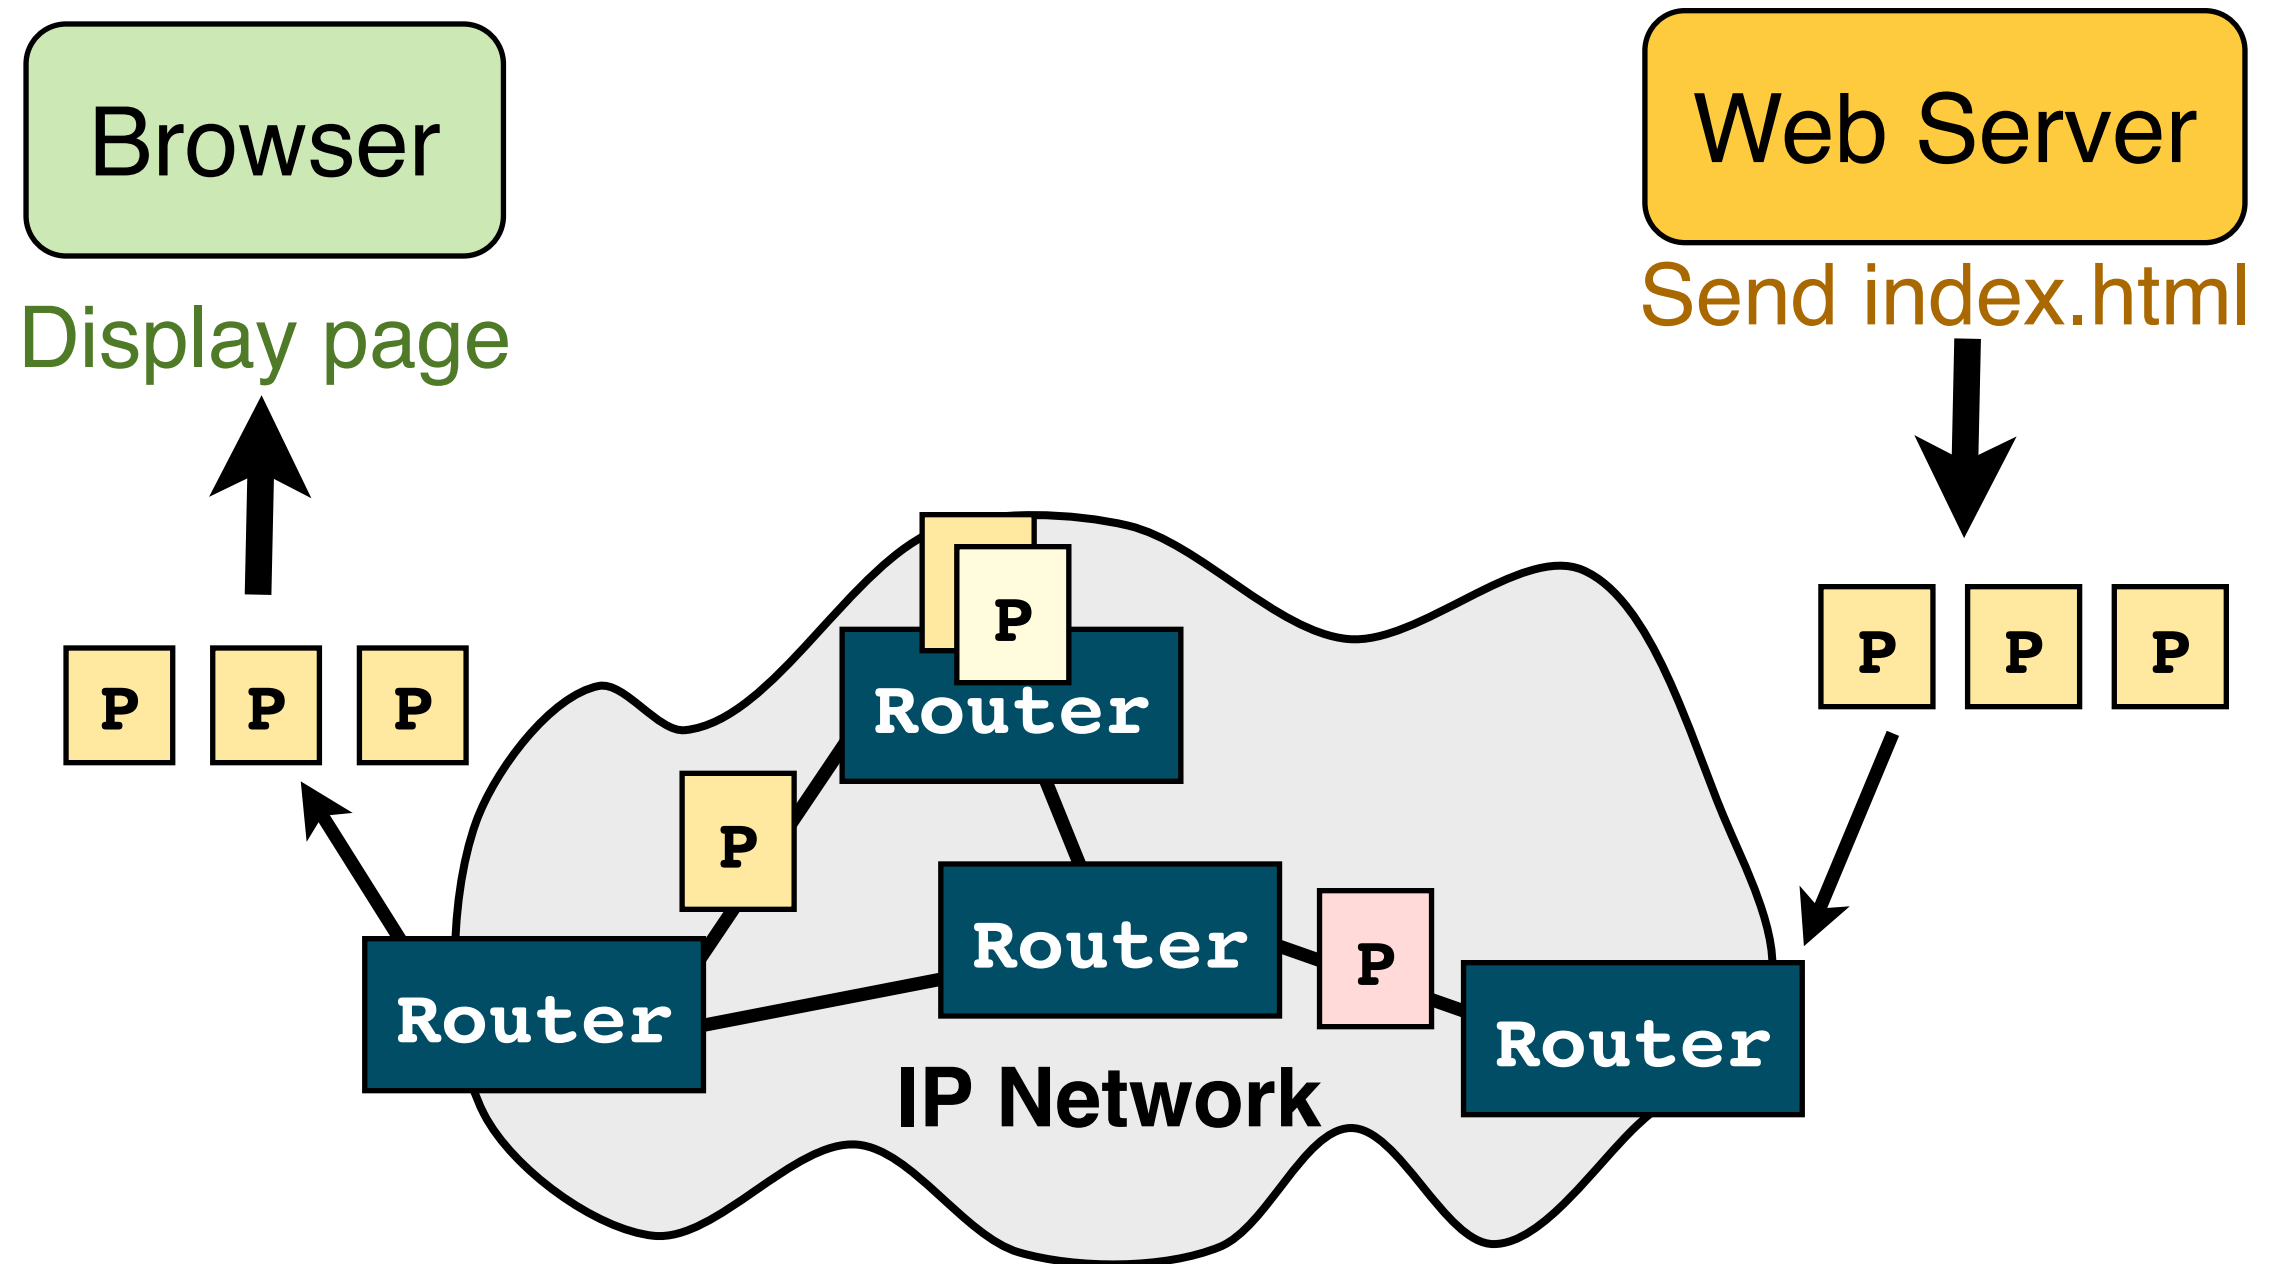 Browser
Web Server
Display page
Send index.html
P P P
P
P P P
Router
P
Router
P
Router
Router
IP Network